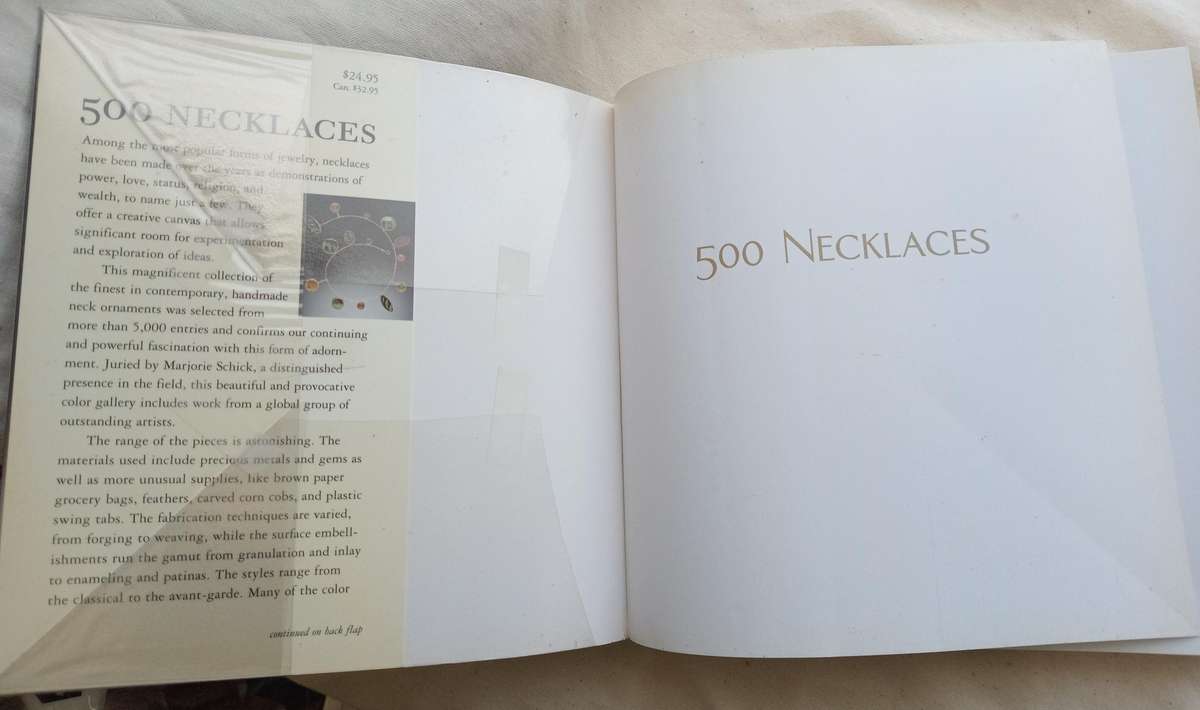 $24.95
Can. $32.95
500 NECKLACES
Among the most popular forms of jewelry, necklaces
have been made over the years as demonstrations of
power, love, status, religion, and
wealth, to name just a few. They
offer a creative canvas that allows
significant room for experimentation
and exploration of ideas.
This magnificent collection of
the finest in contemporary, handmade
neck ornaments was selected from
more than 5,000 entries and confirms our continuing
and powerful fascination with this form of adorn-
ment. Juried by Marjorie Schick, a distinguished
presence in the field, this beautiful and provocative
color gallery includes work from a global group of
outstanding artists.
The range of the pieces is astonishing. The
materials used include precious metals and gems as
well as more unusual supplies, like brown paper
grocery bags, feathers, carved corn cobs, and plastic
swing tabs. The fabrication techniques are varied,
from forging to weaving, while the surface embell-
ishments run the gamut from granulation and inlay
to enameling and patinas. The styles range from
the classical to the avant-garde. Many of the color
continued on back flap
500 NECKLACES